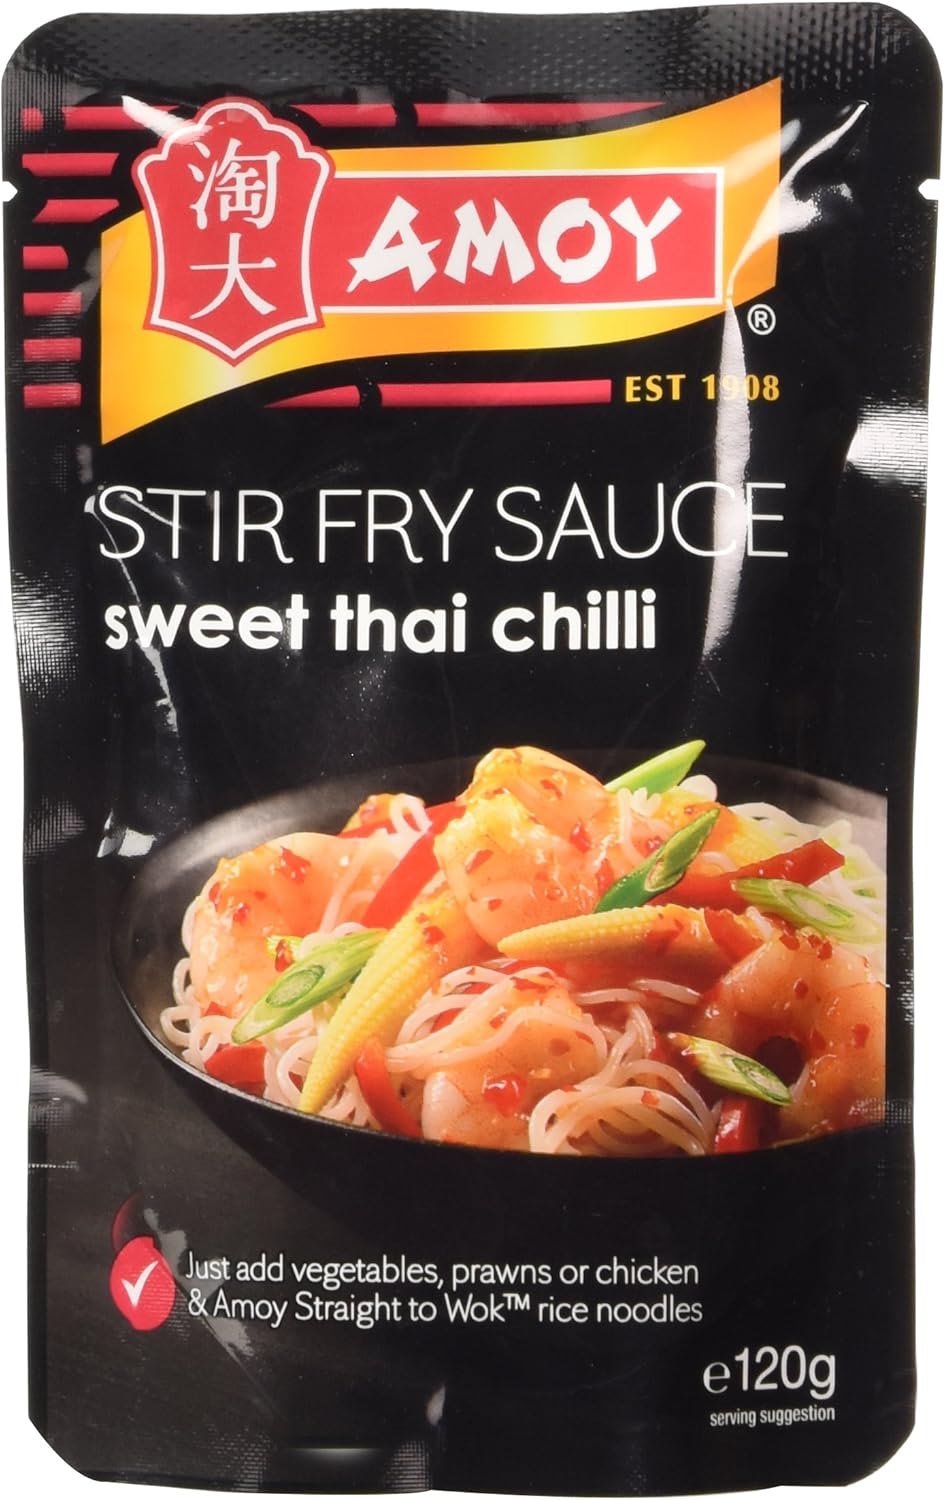 淘大
AMOY
®
EST 1908
STIR FRY SAUCE
sweet thai chilli
Just add vegetables, prawns or chicken
& Amoy Straight to Wok™ rice noodles
℮120g
serving suggestion